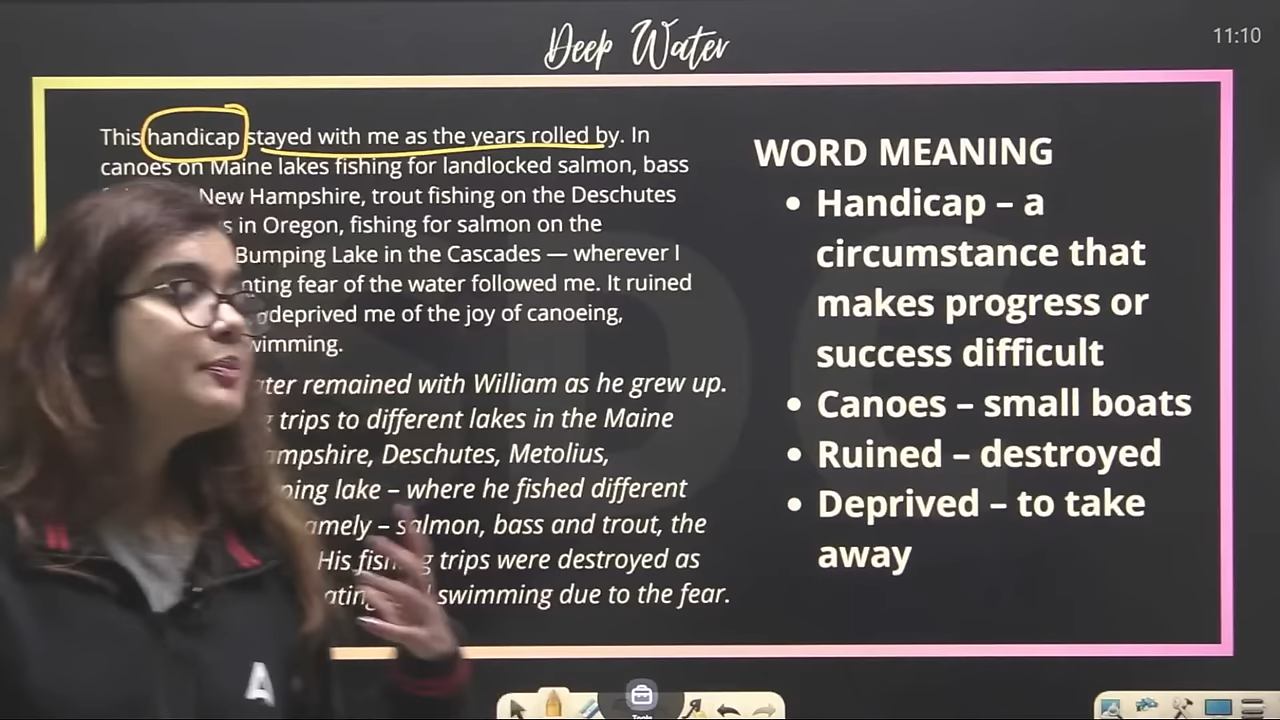 Deep Water
11:10
This handicap stayed with me as the years rolled by. In
canoes on Maine lakes fishing for landlocked salmon, bass
New Hampshire, trout fishing on the Deschutes
in Oregon, fishing for salmon on the
Bumping Lake in the Cascades — wherever I
fear of the water followed me. It ruined
deprived me of the joy of canoeing,
remained with William as he grew up.
trips to different lakes in the Maine
Deschutes, Metolius,
lake – where he fished different
– salmon, bass and trout, the
His trips were destroyed as
swimming due to the fear.
WORD MEANING
• Handicap – a
circumstance that
makes progress or
success difficult
• Canoes – small boats
• Ruined – destroyed
• Deprived – to take
away
A